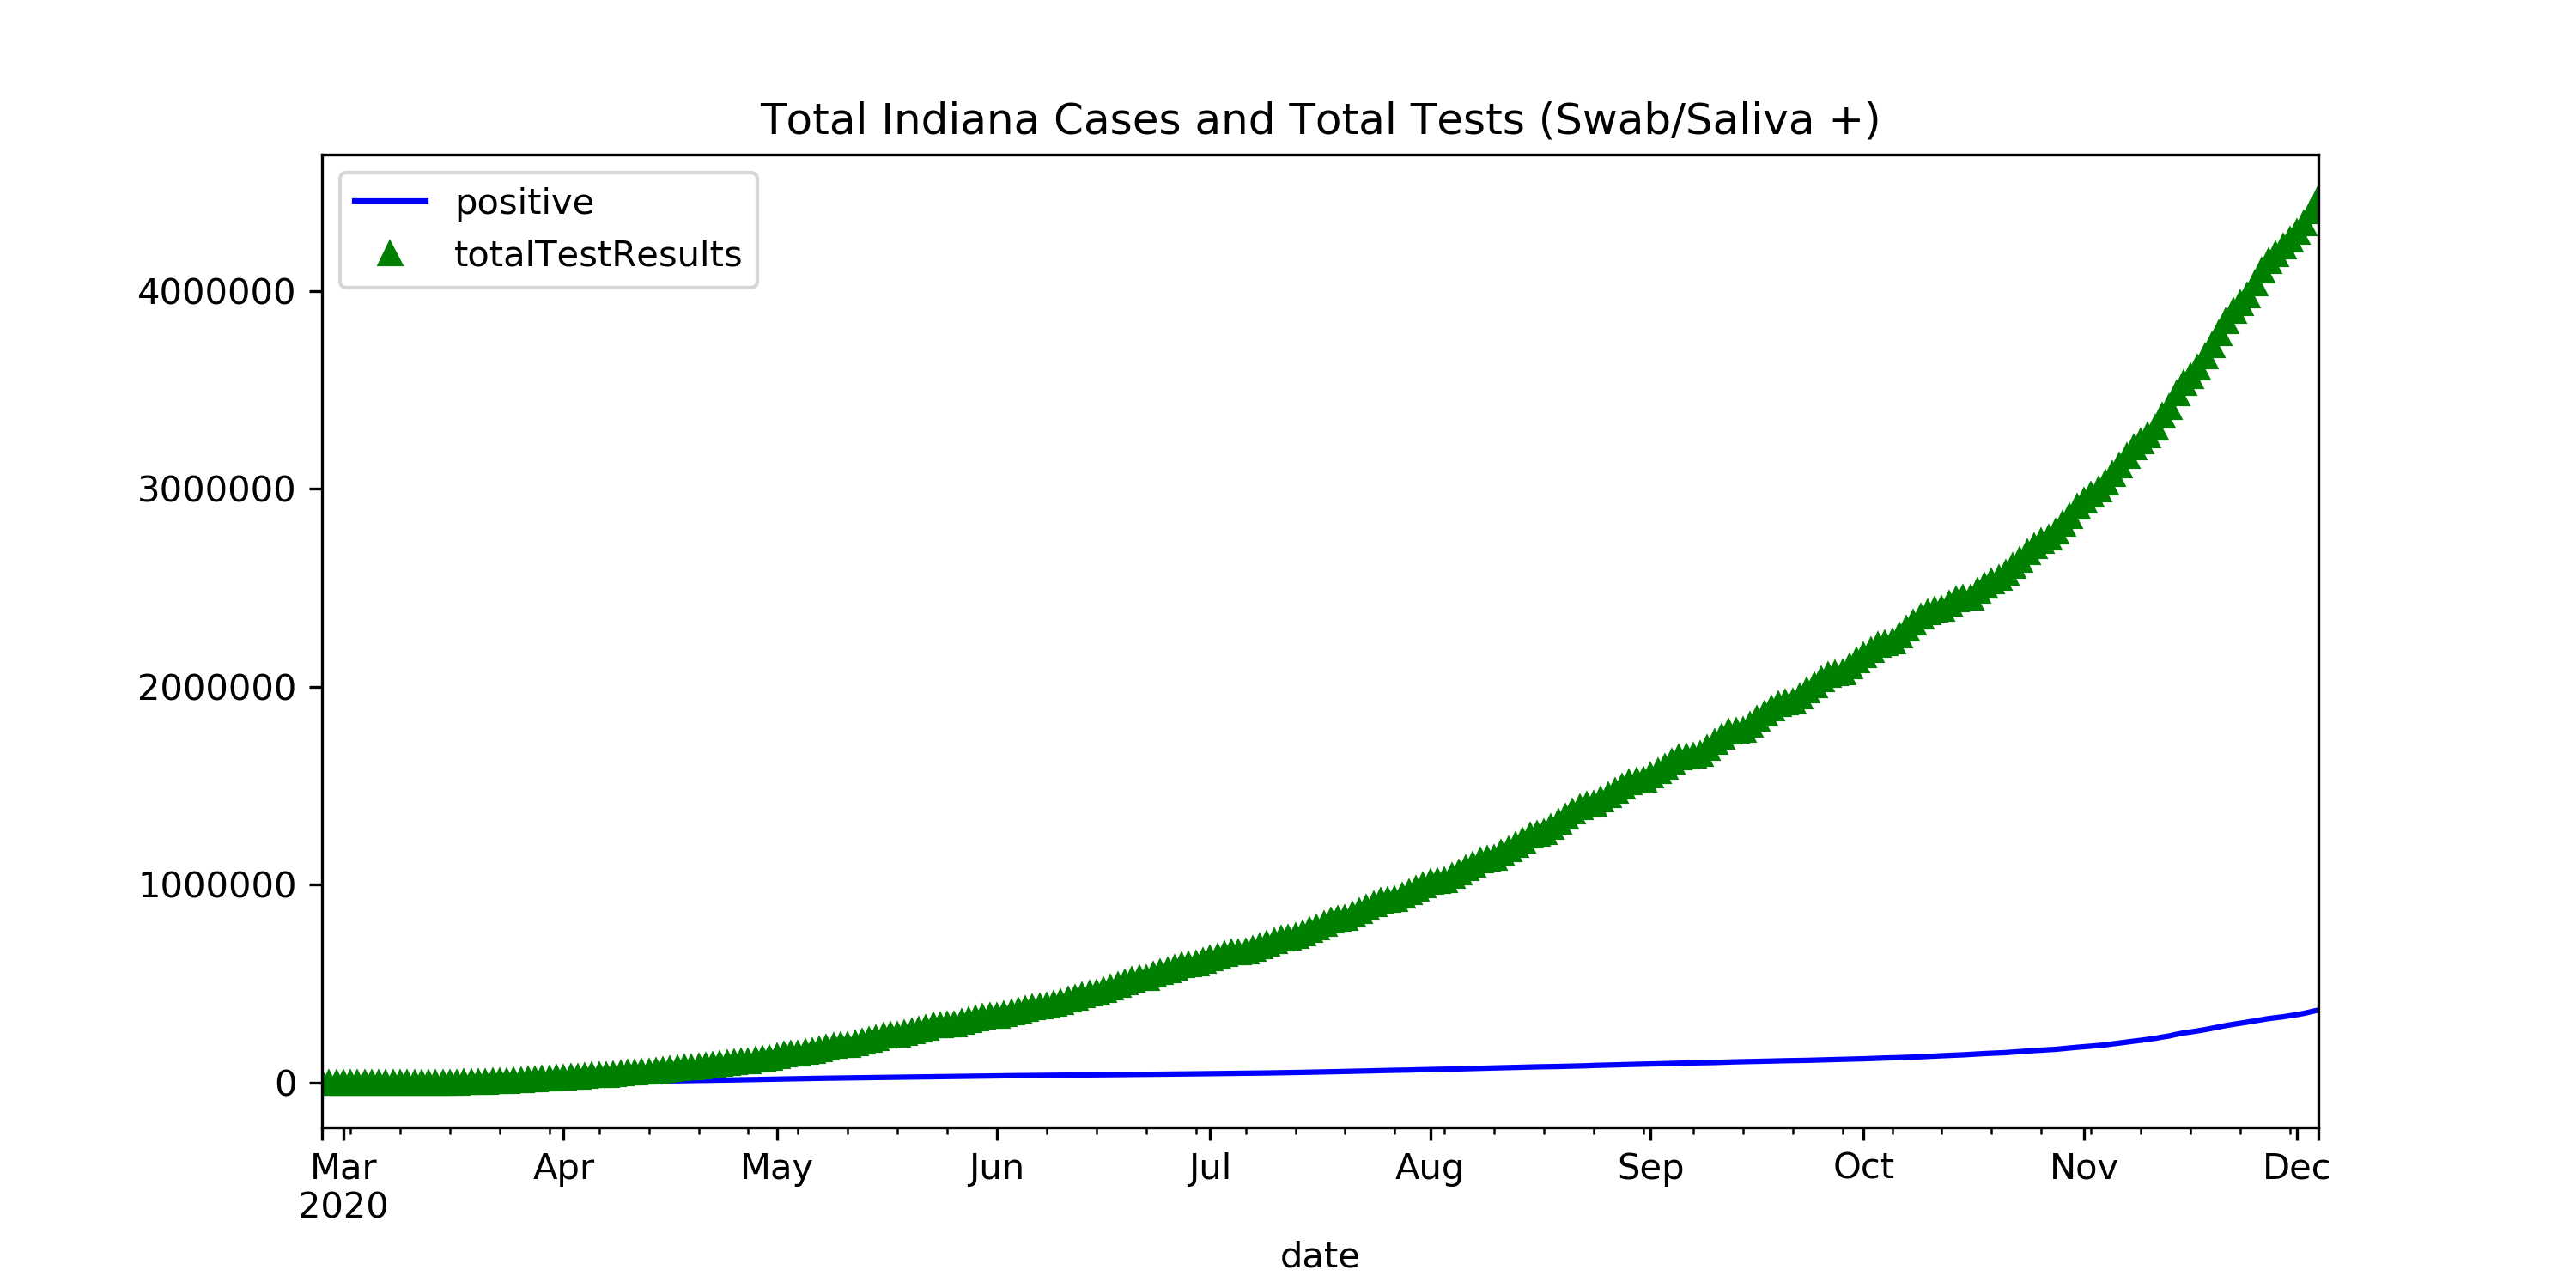 Total Indiana Cases and Total Tests (Swab/Saliva +)
positive
totalTestResults
4000000
3000000
2000000
1000000
0
Mar Apr May Jun Jul Aug Sep Oct Nov Dec
2020
date